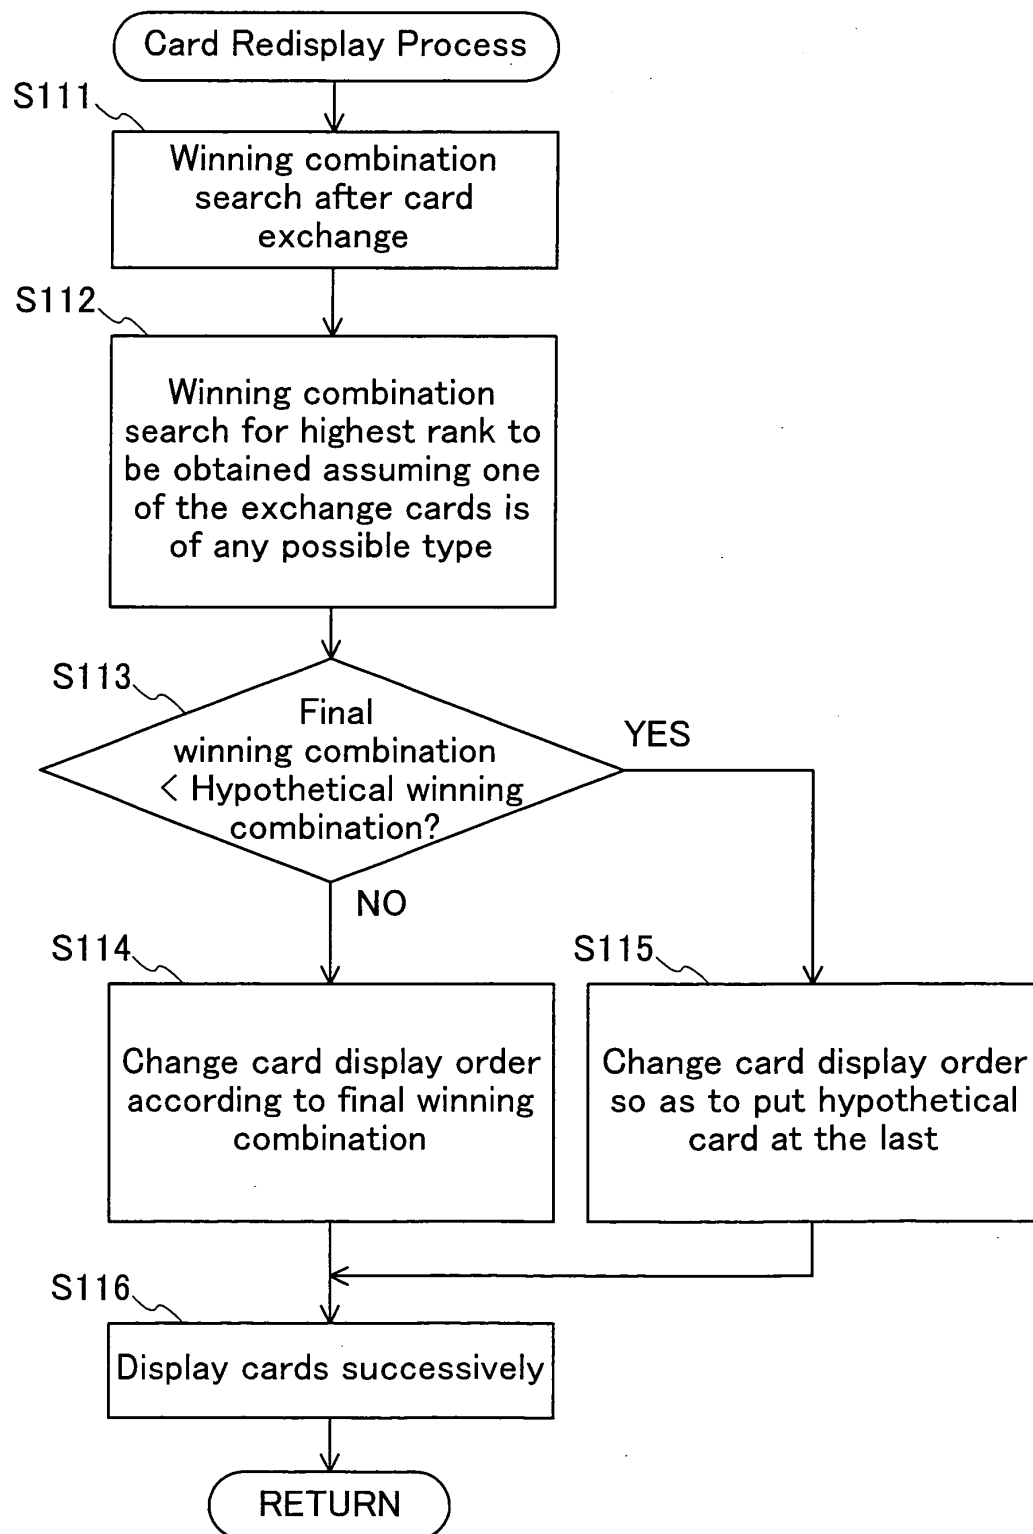 Card Redisplay Process
S111
Winning combination
search after card
exchange
S112
Winning combination
search for highest rank to
be obtained assuming one
of the exchange cards is
of any possible type
S113
Final
winning combination
< Hypothetical winning
combination?
YES
NO
S114
Change card display order
according to final winning
combination
S115
Change card display order
so as to put hypothetical
card at the last
S116
Display cards successively
RETURN